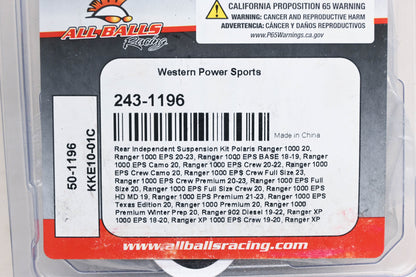 ALL BALLS
Racing
CALIFORNIA PROPOSITION 65 WARNING
WARNING: CANCER AND REPRODUCTIVE HARM
ADVERTENCIA: CÁNCER Y DAÑOS REPRODUCTIVOS
www.P65Warnings.ca.gov
Western Power Sports
243-1196
Made in China
Rear Independent Suspension Kit Polaris Ranger 1000 20,
Ranger 1000 EPS 20-23, Ranger 1000 EPS BASE 18-19, Ranger
1000 EPS Camo 20, Ranger 1000 EPS Crew 20-22, Ranger 1000
EPS Crew Camo 20, Ranger 1000 EPS Crew Full Size 23,
Ranger 1000 EPS Crew Premium 20-23, Ranger 1000 EPS Full
Size 20, Ranger 1000 EPS Full Size Crew 20, Ranger 1000 EPS
HD MD 19, Ranger 1000 EPS Premium 21-23, Ranger 1000 EPS
Texas Edition 20, Ranger 1000 Premium 20, Ranger 1000
Premium Winter Prep 20, Ranger 902 Diesel 19-22, Ranger XP
1000 EPS 18-20, Ranger XP 1000 EPS Crew 19-20, Ranger XP
50-1196
KKE10-01C
www.allballsracing.com